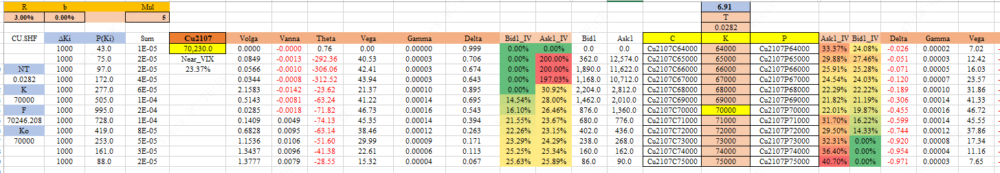 R b Mul 6.91
3.00% 0.00% 5 T
0.0282
CU.SHF ΔKi P(Ki) Sum Cu2107 Volga Vanna Theta Vega Gamma Delta Bid1_IV Ask1_IV Bid1 Ask1 C K P Ask1_IV Bid1_IV Delta Gamma Vega
1000 43.0 1E-05 70,230.0 0.0000 -0.0000 0.76 0.00 0.00000 0.999 0.00% 0.00% 0.0 0.0 Cu2107C64000 64000 Cu2107P64000 33.37% 24.08% -0.026 0.00002 7.02
1000 75.0 2E-05 Near_VIX 0.0849 -0.0013 -292.36 40.53 0.00003 0.706 0.00% 200.00% 362.0 12,574.0 Cu2107C65000 65000 Cu2107P65000 29.88% 27.46% -0.051 0.00003 12.42
NT 1000 97.0 2E-05 23.37% 0.0566 -0.0010 -306.06 42.41 0.00003 0.674 0.00% 200.00% 1,890.0 11,622.0 Cu2107C66000 66000 Cu2107P66000 25.91% 25.28% -0.071 0.00005 16.03
0.0282 1000 172.0 4E-05 0.0344 -0.0008 -312.52 43.94 0.00003 0.643 0.00% 197.03% 1,168.0 10,712.0 Cu2107C67000 67000 Cu2107P67000 24.54% 24.03% -0.120 0.00007 23.57
K 1000 277.0 6E-05 2.1583 -0.0142 -23.62 21.37 0.00010 0.895 0.00% 30.92% 2,204.0 2,812.0 Cu2107C68000 68000 Cu2107P68000 22.29% 22.22% -0.189 0.00010 31.86
70000 1000 505.0 1E-04 0.5143 -0.0081 -63.24 41.22 0.00014 0.695 14.54% 28.00% 1,462.0 2,010.0 Cu2107C69000 69000 Cu2107P69000 21.82% 21.19% -0.306 0.00014 41.33
F 1000 995.0 2E-04 0.0285 -0.0018 -71.82 46.73 0.00016 0.543 16.10% 26.46% 876.0 1,360.0 Cu2107C70000 70000 Cu2107P70000 22.01% 19.87% -0.455 0.00016 46.72
70246.208 1000 728.0 1E-04 0.1409 0.0049 -74.13 45.35 0.00014 0.394 21.55% 23.67% 680.0 776.0 Cu2107C71000 71000 Cu2107P71000 31.70% 16.22% -0.599 0.00014 45.55
Ko 1000 419.0 8E-05 0.6828 0.0095 -63.14 38.46 0.00012 0.263 22.26% 23.15% 402.0 436.0 Cu2107C72000 72000 Cu2107P72000 29.50% 14.33% -0.744 0.00012 37.86
70000 1000 253.0 5E-05 1.1536 0.0106 -51.60 29.99 0.00009 0.171 23.29% 24.29% 238.0 268.0 Cu2107C73000 73000 Cu2107P73000 32.31% 0.00% -0.920 0.00008 17.34
1000 161.0 3E-05 1.3437 0.0096 -41.38 22.61 0.00006 0.113 25.25% 25.34% 160.0 162.0 Cu2107C74000 74000 Cu2107P74000 36.40% 0.00% -0.954 0.00004 11.16
1000 88.0 2E-05 1.3777 0.0079 -28.55 15.32 0.00004 0.067 25.63% 25.89% 86.0 90.0 Cu2107C75000 75000 Cu2107P75000 40.70% 0.00% -0.971 0.00003 7.65